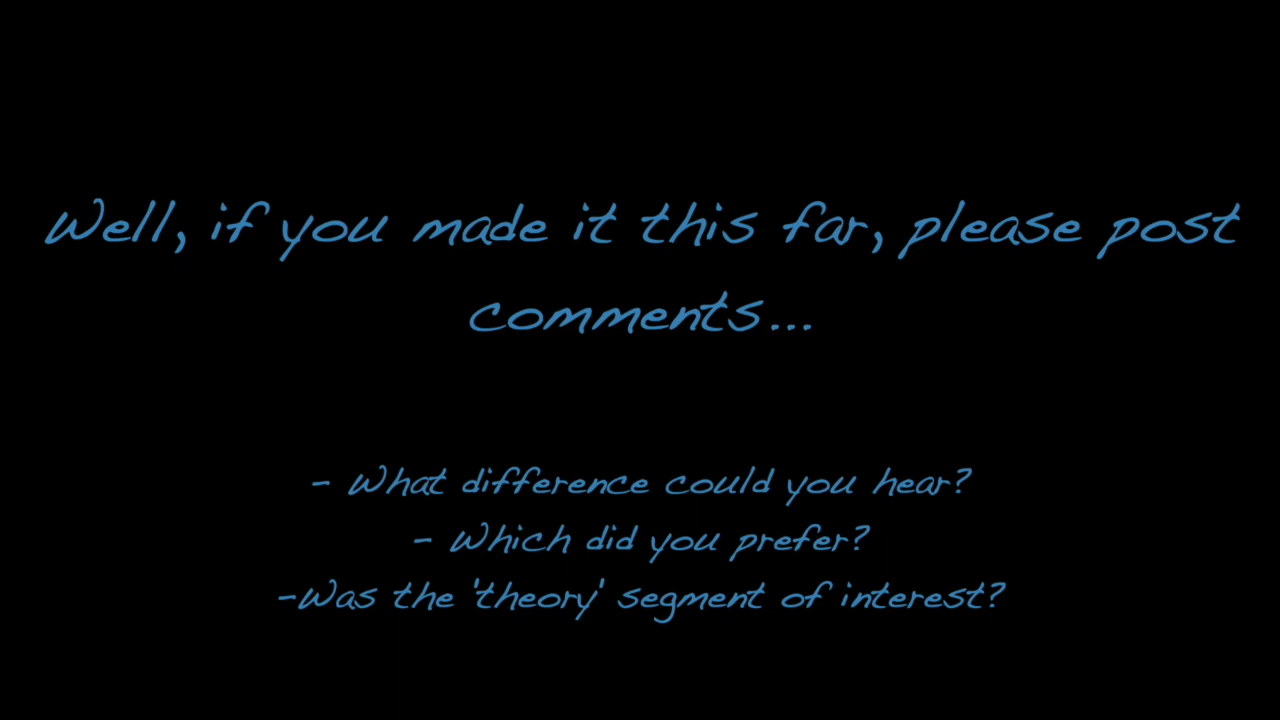 Well, if you made it this far, please post
comments...
- What difference could you hear?
- Which did you prefer?
-Was the 'theory' segment of interest?